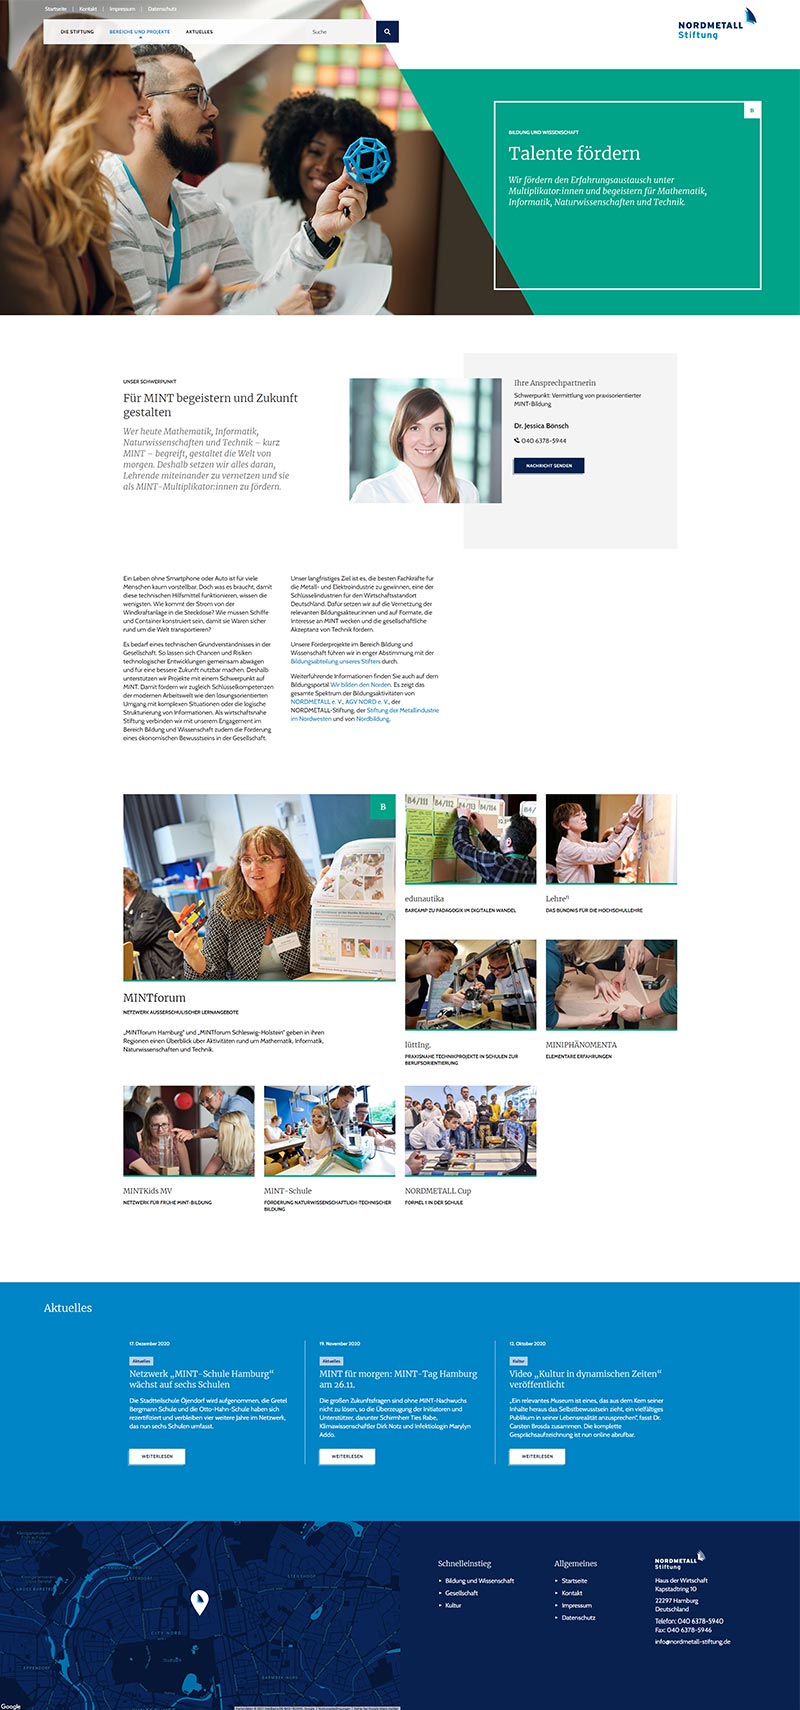 Startseite | Kontakt | Impressum | Datenschutz
DIE STIFTUNG BEREICHE UND PROJEKTE AKTUELLES Suche
NORDMETALL
Stiftung
B
BILDUNG UND WISSENSCHAFT
Talente fördern
Wir fördern den Erfahrungsaustausch unter
Multiplikator:innen und begeistern für Mathematik,
Informatik, Naturwissenschaften und Technik.
UNSER SCHWERPUNKT
Für MINT begeistern und Zukunft
gestalten
Wer heute Mathematik, Informatik,
Naturwissenschaften und Technik – kurz
MINT – begreift, gestaltet die Welt von
morgen. Deshalb setzen wir alles daran,
Lehrende miteinander zu vernetzen und sie
als MINT-Multiplikator:innen zu fördern.
Ihre Ansprechpartnerin
Schwerpunkt: Vermittlung von praxisorientierter
MINT-Bildung
Dr. Jessica Bönsch
040 6378-5944
NACHRICHT SENDEN
Ein Leben ohne Smartphone oder Auto ist für viele
Menschen kaum vorstellbar. Doch was es braucht, damit
diese technischen Hilfsmittel funktionieren, wissen die
wenigsten. Wie kommt der Strom von der
Windkraftanlage in die Steckdose? Wie müssen Schiffe
und Container konstruiert sein, damit sie Waren sicher
rund um die Welt transportieren?
Es bedarf eines technischen Grundverständnisses in der
Gesellschaft. So lassen sich Chancen und Risiken
technologischer Entwicklungen gemeinsam abwägen
und für eine bessere Zukunft nutzbar machen. Deshalb
unterstützen wir Projekte mit einem Schwerpunkt auf
MINT. Damit fördern wir zugleich Schlüsselkompetenzen
der modernen Arbeitswelt wie den lösungsorientierten
Umgang mit komplexen Situationen oder die logische
Strukturierung von Informationen. Als wirtschaftsnahe
Stiftung verbinden wir mit unserem Engagement im
Bereich Bildung und Wissenschaft zudem die Förderung
eines ökonomischen Bewusstseins in der Gesellschaft.
Unser langfristiges Ziel ist es, die besten Fachkräfte für
die Metall- und Elektroindustrie zu gewinnen, eine der
Schlüsselindustrien für den Wirtschaftsstandort
Deutschland. Dafür setzen wir auf die Vernetzung der
relevanten Bildungsakteur:innen und auf Formate, die
Interesse an MINT wecken und die gesellschaftliche
Akzeptanz von Technik fördern.
Unsere Förderprojekte im Bereich Bildung und
Wissenschaft führen wir in enger Abstimmung mit der
Bildungsabteilung unseres Stifters durch.
Weiterführende Informationen finden Sie auch auf dem
Bildungsportal Wir bilden den Norden. Es zeigt das
gesamte Spektrum der Bildungsaktivitäten von
NORDMETALL e. V., AGV NORD e. V., der
NORDMETALL-Stiftung, der Stiftung der Metallindustrie
im Nordwesten und von Nordbildung.
B
MINTforum
NETZWERK AUSSERSCHULISCHER LERNANGEBOTE
„MINTforum Hamburg“ und „MINTforum Schleswig-Holstein“ geben in ihren
Regionen einen Überblick über Aktivitäten rund um Mathematik, Informatik,
Naturwissenschaften und Technik.
B4/111 B4/112 B4/113 B4/114
edunautika
BARCAMP ZU PÄDAGOGIK IM DIGITALEN WANDEL
Lehreⁿ
DAS BÜNDNIS FÜR DIE HOCHSCHULLEHRE
lüttIng.
PRAXISNAHE TECHNIKPROJEKTE IN SCHULEN ZUR
BERUFSORIENTIERUNG
MINIPHÄNOMENTA
ELEMENTARE ERFAHRUNGEN
MINTKids MV
NETZWERK FÜR FRÜHE MINT-BILDUNG
MINT-Schule
FÖRDERUNG NATURWISSENSCHAFTLICH-TECHNISCHER
BILDUNG
NORDMETALL Cup
FORMEL 1 IN DER SCHULE
Aktuelles
17. Dezember 2020
Aktuelles
Netzwerk „MINT-Schule Hamburg“
wächst auf sechs Schulen
Die Stadtteilschule Öjendorf wird aufgenommen, die Gretel
Bergmann Schule und die Otto-Hahn-Schule haben sich
rezertifiziert und verbleiben vier weitere Jahre im Netzwerk,
das nun sechs Schulen umfasst.
WEITERLESEN
19. November 2020
Aktuelles
MINT für morgen: MINT-Tag Hamburg
am 26.11.
Die großen Zukunftsfragen sind ohne MINT-Nachwuchs
nicht zu lösen, so die Überzeugung der Initiatoren und
Unterstützer, darunter Schirmherr Ties Rabe,
Klimawissenschaftler Dirk Notz und Infektiologin Marylyn
Addo.
WEITERLESEN
12. Oktober 2020
Kultur
Video „Kultur in dynamischen Zeiten“
veröffentlicht
„Ein relevantes Museum ist eines, das aus dem Kern seiner
Inhalte heraus das Selbstbewusstsein zieht, ein vielfältiges
Publikum in seiner Lebensrealität anzusprechen“, fasst Dr.
Carsten Brosda zusammen. Die komplette
Gesprächsaufzeichnung ist nun online abrufbar.
WEITERLESEN
CITY NORD
EPPENDORF
Google
Schnelleinstieg
Bildung und Wissenschaft
Gesellschaft
Kultur
Allgemeines
Startseite
Kontakt
Impressum
Datenschutz
NORDMETALL
Stiftung
Haus der Wirtschaft
Kapstadtring 10
22297 Hamburg
Deutschland
Telefon: 040 6378-5940
Fax: 040 6378-5946
info@nordmetall-stiftung.de